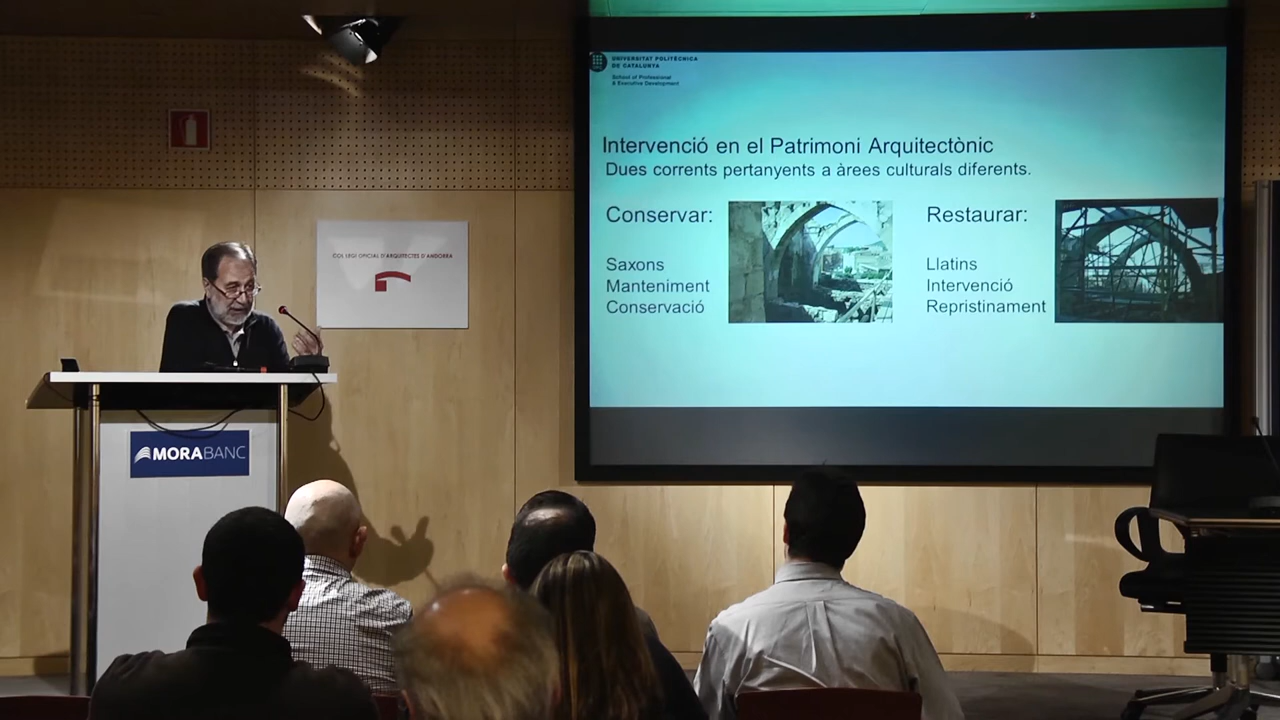 UNIVERSITAT POLITÈCNICA
DE CATALUNYA
School of Professional
& Executive Development
Intervenció en el Patrimoni Arquitectònic
Dues corrents pertanyents a àrees culturals diferents.
Conservar:
Saxons
Manteniment
Conservació
Restaurar:
Llatins
Intervenció
Repristinament
COL·LEGI OFICIAL D'ARQUITECTES D'ANDORRA
MORABANC